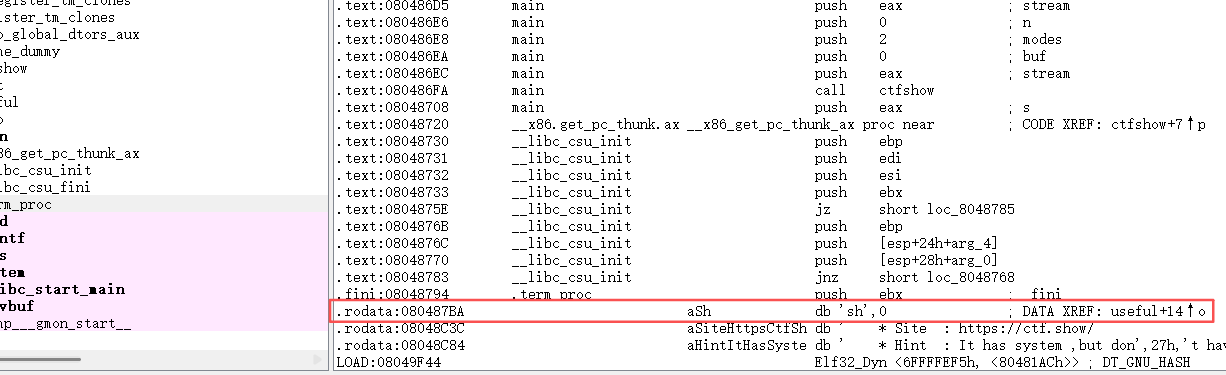 egister_tm_clones
ister_tm_clones
o_global_dtors_aux
me_dummy
show
t
ful
o
n
86_get_pc_thunk_ax
ibc_csu_init
ibc_csu_fini
rm_proc
d
ntf
s
tem
libc_start_main
vbuf
mp___gmon_start__
.text:080486D5 main push eax ; stream
.text:080486E6 main push 0 ; n
.text:080486E8 main push 2 ; modes
.text:080486EA main push 0 ; buf
.text:080486EC main push eax ; stream
.text:080486FA main call ctfshow
.text:08048708 main push eax ; s
.text:08048720 __x86.get_pc_thunk.ax __x86_get_pc_thunk_ax proc near ; CODE XREF: ctfshow+7↑p
.text:08048730 __libc_csu_init push ebp
.text:08048731 __libc_csu_init push edi
.text:08048732 __libc_csu_init push esi
.text:08048733 __libc_csu_init push ebx
.text:0804875E __libc_csu_init jz short loc_8048785
.text:0804876B __libc_csu_init push ebp
.text:0804876C __libc_csu_init push [esp+24h+arg_4]
.text:08048770 __libc_csu_init push [esp+28h+arg_0]
.text:08048783 __libc_csu_init jnz short loc_8048768
.fini:08048794 .term_proc push ebx ; _fini
.rodata:080487BA aSh db 'sh',0 ; DATA XREF: useful+14↑o
.rodata:08048C3C aSiteHttpsCtfSh db ' * Site : https://ctf.show/
.rodata:08048C84 aHintItHasSyste db ' * Hint : It has system ,but don',27h,'t hav
LOAD:08049F44 Elf32_Dyn <6FFFFEF5h, <80481ACh>> ; DT_GNU_HASH